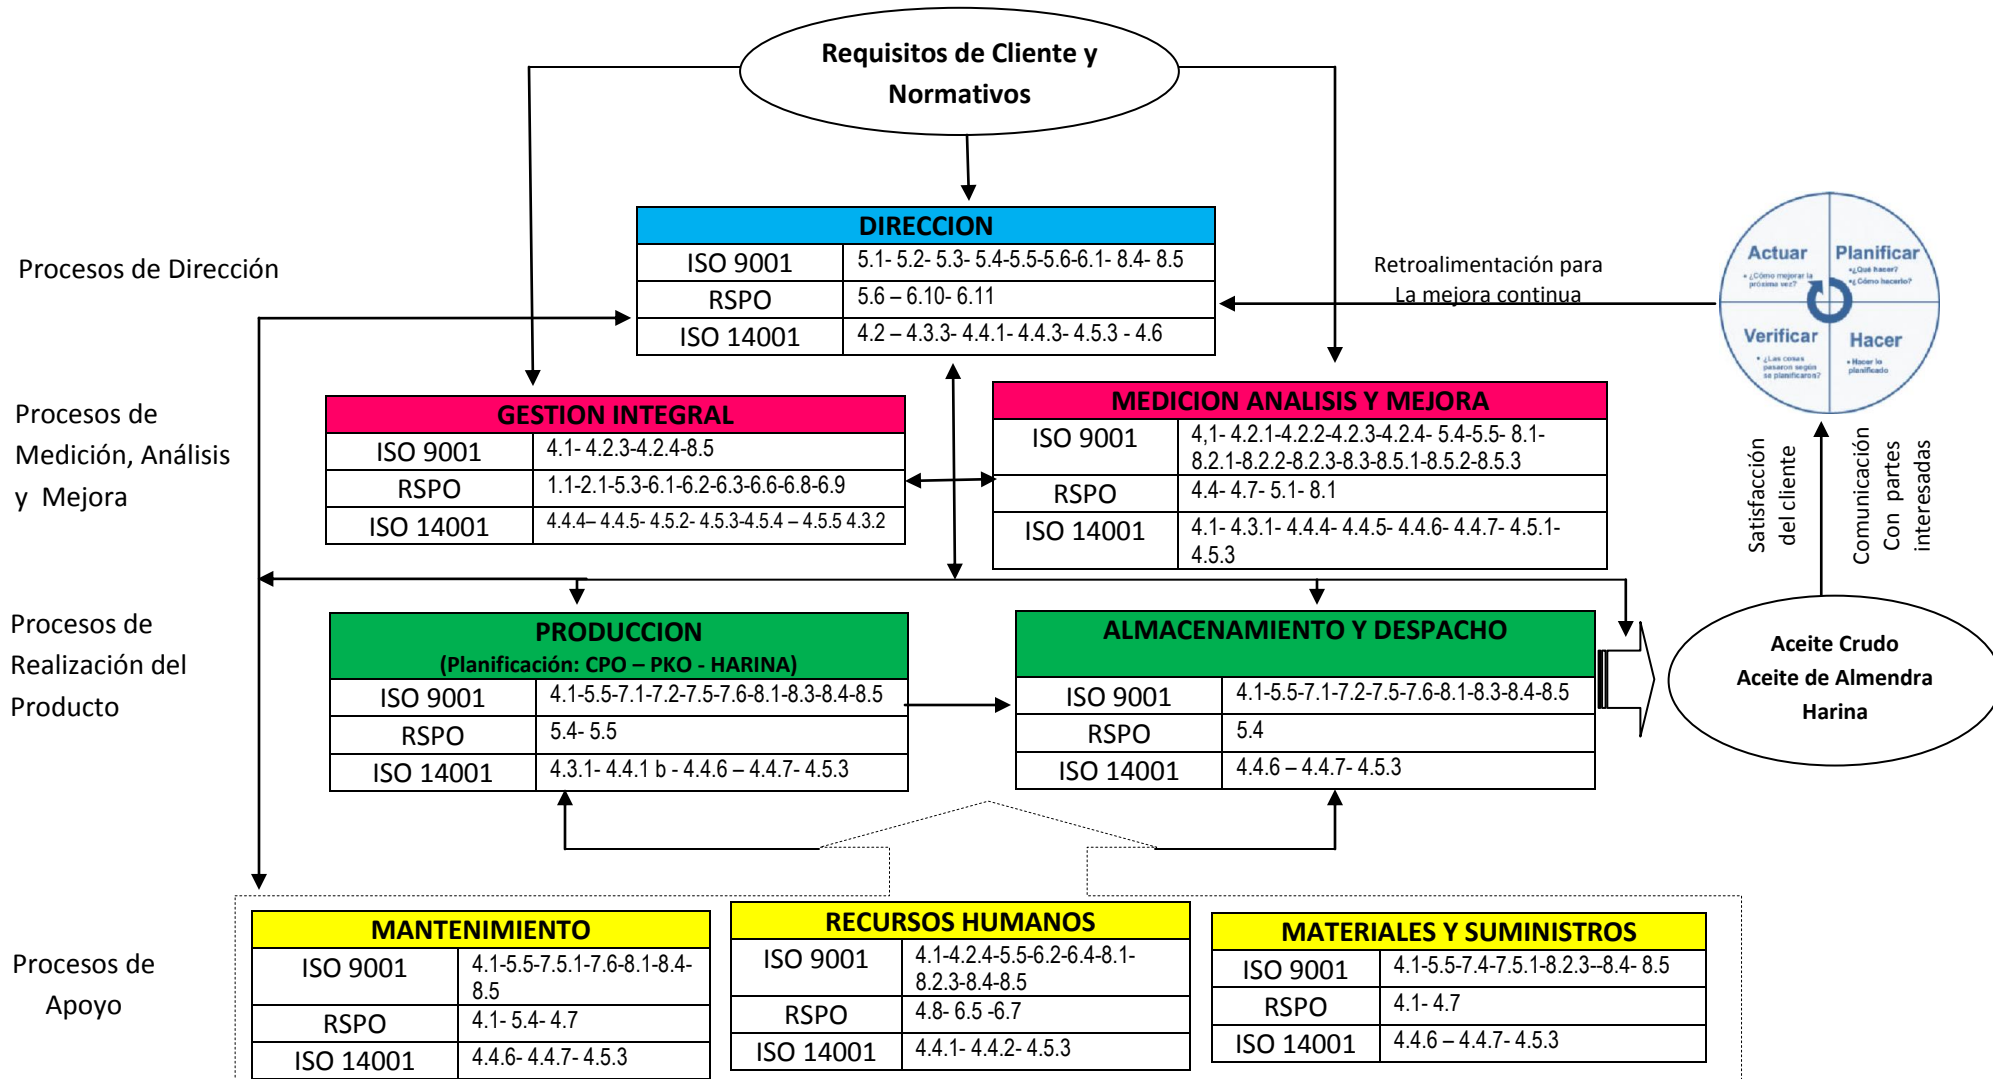 Requisitos de Cliente y
Normativos
Procesos de Dirección
DIRECCION
ISO 9001 5.1- 5.2- 5.3- 5.4-5.5-5.6-6.1- 8.4- 8.5
RSPO 5.6 – 6.10- 6.11
ISO 14001 4.2 – 4.3.3- 4.4.1- 4.4.3- 4.5.3 - 4.6
Retroalimentación para
La mejora continua
Actuar
• ¿Cómo mejorar la
próxima vez?
Planificar
•¿Qué hacer?
•¿Cómo hacerlo?
Verificar
• ¿Las cosas
pasaron según
se planificaron?
Hacer
• Hacer lo
planificado
Procesos de
Medición, Análisis
y Mejora
GESTION INTEGRAL
ISO 9001 4.1- 4.2.3-4.2.4-8.5
RSPO 1.1-2.1-5.3-6.1-6.2-6.3-6.6-6.8-6.9
ISO 14001 4.4.4– 4.4.5- 4.5.2- 4.5.3-4.5.4 – 4.5.5 4.3.2
MEDICION ANALISIS Y MEJORA
ISO 9001 4,1- 4.2.1-4.2.2-4.2.3-4.2.4- 5.4-5.5- 8.1-
8.2.1-8.2.2-8.2.3-8.3-8.5.1-8.5.2-8.5.3
RSPO 4.4- 4.7- 5.1- 8.1
ISO 14001 4.1- 4.3.1- 4.4.4- 4.4.5- 4.4.6- 4.4.7- 4.5.1-
4.5.3
Satisfacción
del cliente
Comunicación
Con partes
interesadas
Procesos de
Realización del
Producto
PRODUCCION
(Planificación: CPO – PKO - HARINA)
ISO 9001 4.1-5.5-7.1-7.2-7.5-7.6-8.1-8.3-8.4-8.5
RSPO 5.4- 5.5
ISO 14001 4.3.1- 4.4.1 b - 4.4.6 – 4.4.7- 4.5.3
ALMACENAMIENTO Y DESPACHO
ISO 9001 4.1-5.5-7.1-7.2-7.5-7.6-8.1-8.3-8.4-8.5
RSPO 5.4
ISO 14001 4.4.6 – 4.4.7- 4.5.3
Aceite Crudo
Aceite de Almendra
Harina
Procesos de
Apoyo
MANTENIMIENTO
ISO 9001 4.1-5.5-7.5.1-7.6-8.1-8.4-
8.5
RSPO 4.1- 5.4- 4.7
ISO 14001 4.4.6- 4.4.7- 4.5.3
RECURSOS HUMANOS
ISO 9001 4.1-4.2.4-5.5-6.2-6.4-8.1-
8.2.3-8.4-8.5
RSPO 4.8- 6.5 -6.7
ISO 14001 4.4.1- 4.4.2- 4.5.3
MATERIALES Y SUMINISTROS
ISO 9001 4.1-5.5-7.4-7.5.1-8.2.3--8.4- 8.5
RSPO 4.1- 4.7
ISO 14001 4.4.6 – 4.4.7- 4.5.3